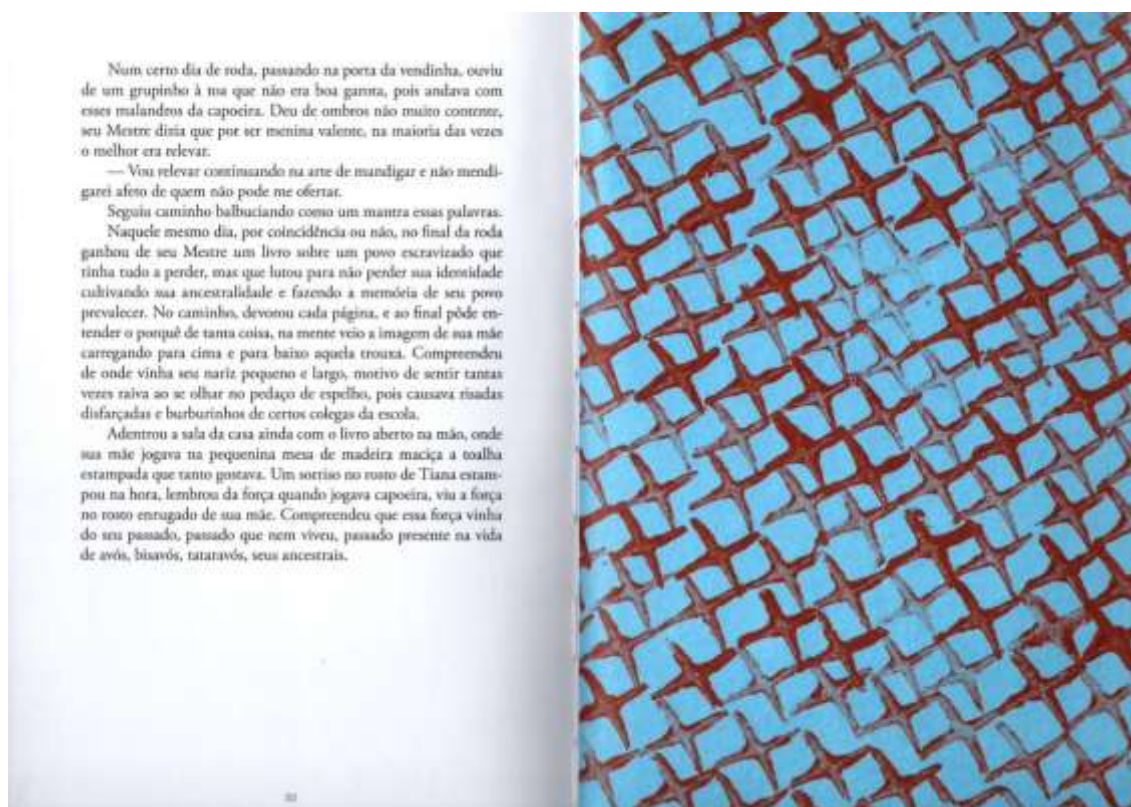 Num certo dia de roda, passando na porta da vendinha, ouviu
de um grupinho à toa que não era boa garota, pois andava com
esses malandros da capoeira. Deu de ombros não muito contente,
seu Mestre dizia que por ser menina valente, na maioria das vezes
o melhor era relevar.
— Vou relevar continuando na arte de mandigar e não mendi-
garei afeto de quem não pode me ofertar.
Seguiu caminho balbuciando como um mantra essas palavras.
Naquele mesmo dia, por coincidência ou não, no final da roda
ganhou de seu Mestre um livro sobre um povo escravizado que
tinha tudo a perder, mas que lutou para não perder sua identidade
cultivando sua ancestralidade e fazendo a memória de seu povo
prevalecer. No caminho, devorou cada página, e ao final pôde en-
tender o porquê de tanta coisa, na mente veio a imagem de sua mãe
carregando para cima e para baixo aquela trouxa. Compreendeu
de onde vinha seu nariz pequeno e largo, motivo de sentir tantas
vezes raiva ao se olhar no pedaço de espelho, pois causava risadas
disfarçadas e burburinhos de certos colegas da escola.
Adentrou a sala da casa ainda com o livro aberto na mão, onde
sua mãe jogava na pequenina mesa de madeira maciça a toalha
estampada que tanto gostava. Um sorriso no rosto de Tiana estam-
pou na hora, lembrou da força quando jogava capoeira, viu a força
no rosto enrugado de sua mãe. Compreendeu que essa força vinha
do seu passado, passado que nem viveu, passado presente na vida
de avós, bisavós, tataravós, seus ancestrais.